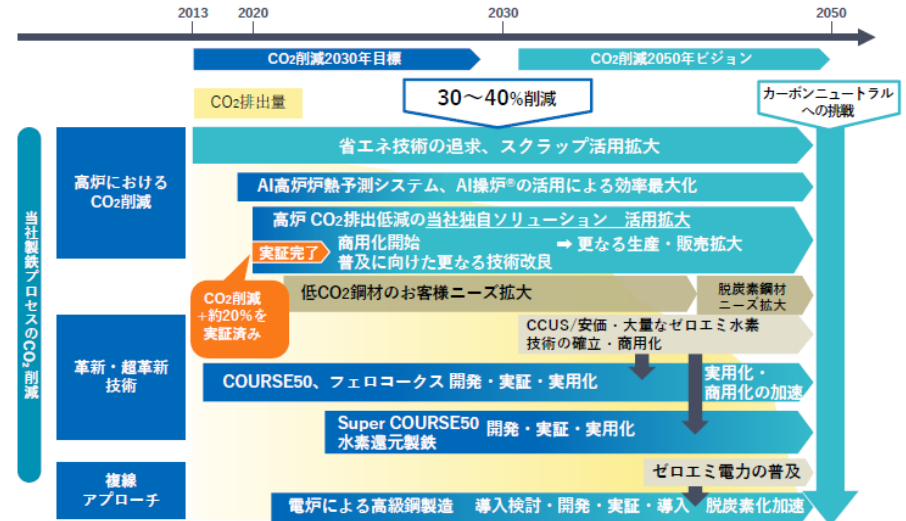 2013
2020
2030
2050
CO₂削減2030年目標
CO₂削減2050年ビジョン
CO₂排出量
30～40%削減
カーボンニュートラル
への挑戦
当社製鉄プロセスのCO₂削減
高炉における
CO₂削減
省エネ技術の追求、スクラップ活用拡大
AI高炉炉熱予測システム、AI操炉®の活用による効率最大化
高炉 CO₂排出低減の当社独自ソリューション　活用拡大
実証完了
商用化開始
➡ 更なる生産・販売拡大
普及に向けた更なる技術改良
CO₂削減
+約20%を
実証済み
低CO₂鋼材のお客様ニーズ拡大
脱炭素鋼材
ニーズ拡大
革新・超革新
技術
CCUS/安価・大量なゼロエミ水素
技術の確立・商用化
COURSE50、フェロコークス 開発・実証・実用化
実用化・
商用化の加速
Super COURSE50
水素還元製鉄
開発・実証・実用化
複線
アプローチ
ゼロエミ電力の普及
電炉による高級鋼製造　導入検討・開発・実証・導入　脱炭素化加速